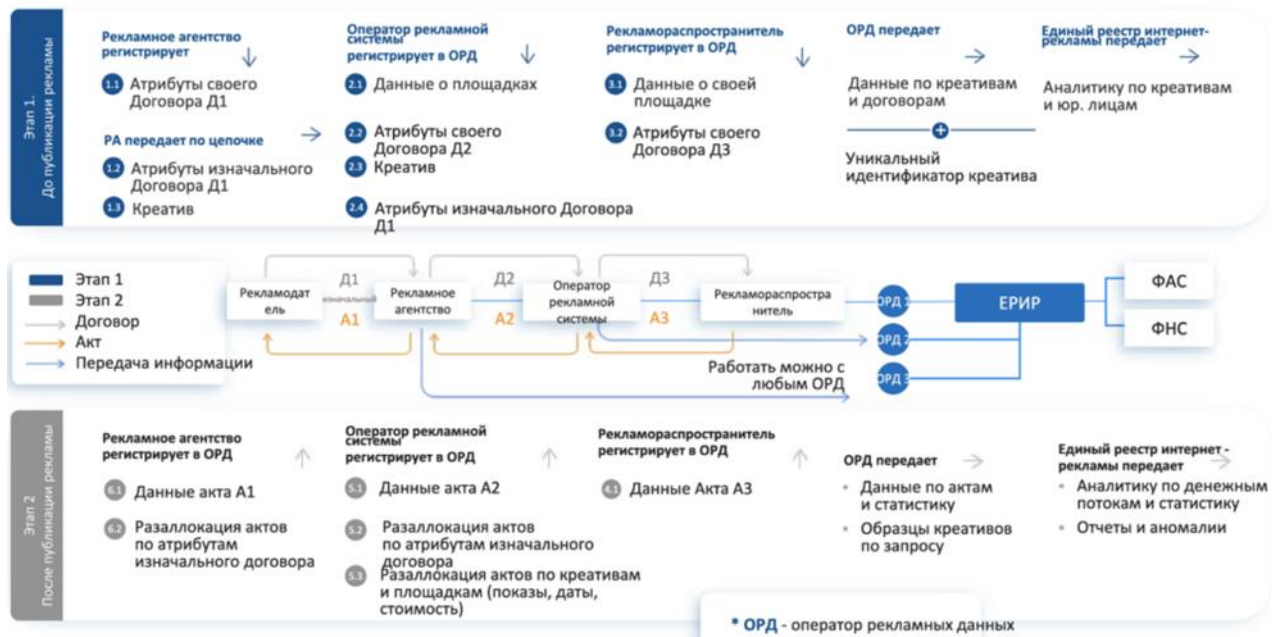 Этап 1.
До публикации рекламы
Рекламное агентство
регистрирует
1.1 Атрибуты своего
Договора Д1
РА передает по цепочке
1.2 Атрибуты изначального
Договора Д1
1.3 Креатив
Оператор рекламной
системы
регистрирует в ОРД
2.1 Данные о площадках
2.2 Атрибуты своего
Договора Д2
2.3 Креатив
2.4 Атрибуты изначального Договора
Д1
Рекламораспространитель
регистрирует в ОРД
3.1 Данные о своей
площадке
3.2 Атрибуты своего
Договора Д3
ОРД передает
Данные по креативам
и договорам
+
Уникальный
идентификатор креатива
Единый реестр интернет-
рекламы передает
Аналитику по креативам
и юр. лицам
Этап 1
Этап 2
Договор
Акт
Передача информации
Рекламодат
ель
Д1
изначальный
А1
Рекламное
агентство
Д2
А2
Оператор
рекламной
системы
Д3
А3
Рекламораспростра
нитель
Работать можно с
любым ОРД
ОРД 1
ОРД 2
ОРД 3
ЕРИР
ФАС
ФНС
Этап 2
После публикации рекламы
Рекламное агентство
регистрирует в ОРД
6.1 Данные акта А1
6.2 Разаллокация актов
по атрибутам
изначального договора
Оператор рекламной
системы
регистрирует в ОРД
5.1 Данные акта А2
5.2 Разаллокация актов
по атрибутам изначального
договора
5.3 Разаллокация актов по креативам
и площадкам (показы, даты,
стоимость)
Рекламораспространитель
регистрирует в ОРД
4.1 Данные Акта А3
ОРД передает
Данные по актам
и статистику
Образцы креативов
по запросу
Единый реестр интернет -
рекламы передает
Аналитику по денежным
потокам и статистику
Отчеты и аномалии
* ОРД - оператор рекламных данных